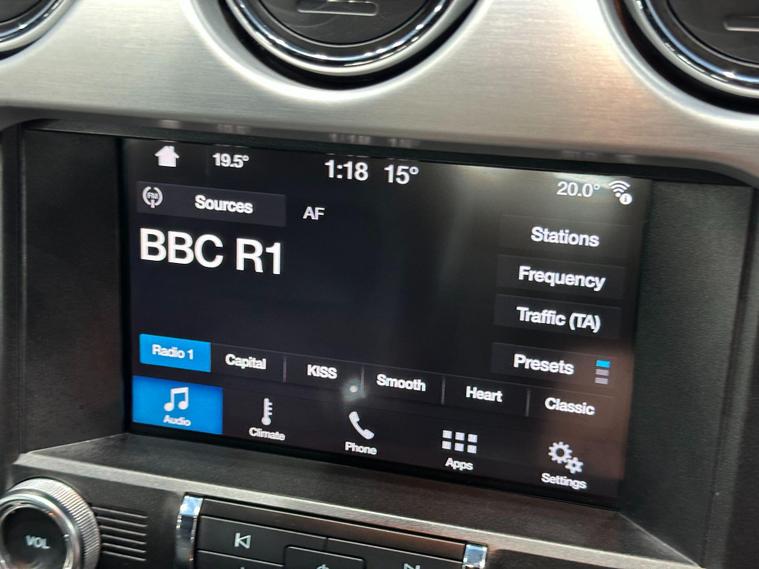 19.5° 1:18 15° 20.0°
FM Sources AF
BBC R1
Stations
Frequency
Traffic (TA)
Presets
Radio 1 Capital KISS Smooth Heart Classic
Audio Climate Phone Apps Settings
VOL